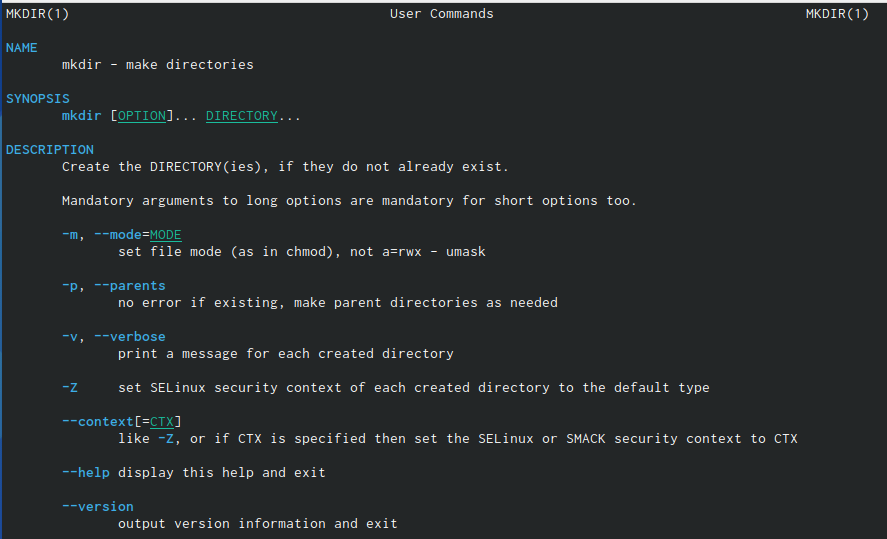 MKDIR(1) User Commands MKDIR(1)
NAME
mkdir - make directories
SYNOPSIS
mkdir [OPTION]... DIRECTORY...
DESCRIPTION
Create the DIRECTORY(ies), if they do not already exist.
Mandatory arguments to long options are mandatory for short options too.
-m, --mode=MODE
set file mode (as in chmod), not a=rwx - umask
-p, --parents
no error if existing, make parent directories as needed
-v, --verbose
print a message for each created directory
-Z set SELinux security context of each created directory to the default type
--context[=CTX]
like -Z, or if CTX is specified then set the SELinux or SMACK security context to CTX
--help display this help and exit
--version
output version information and exit